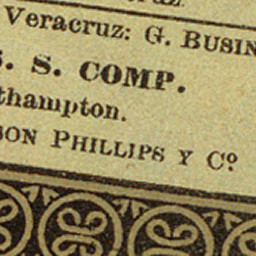 Veracruz: G. BUSIN
S. S. COMP.
thampton.
SON PHILLIPS Y Cº